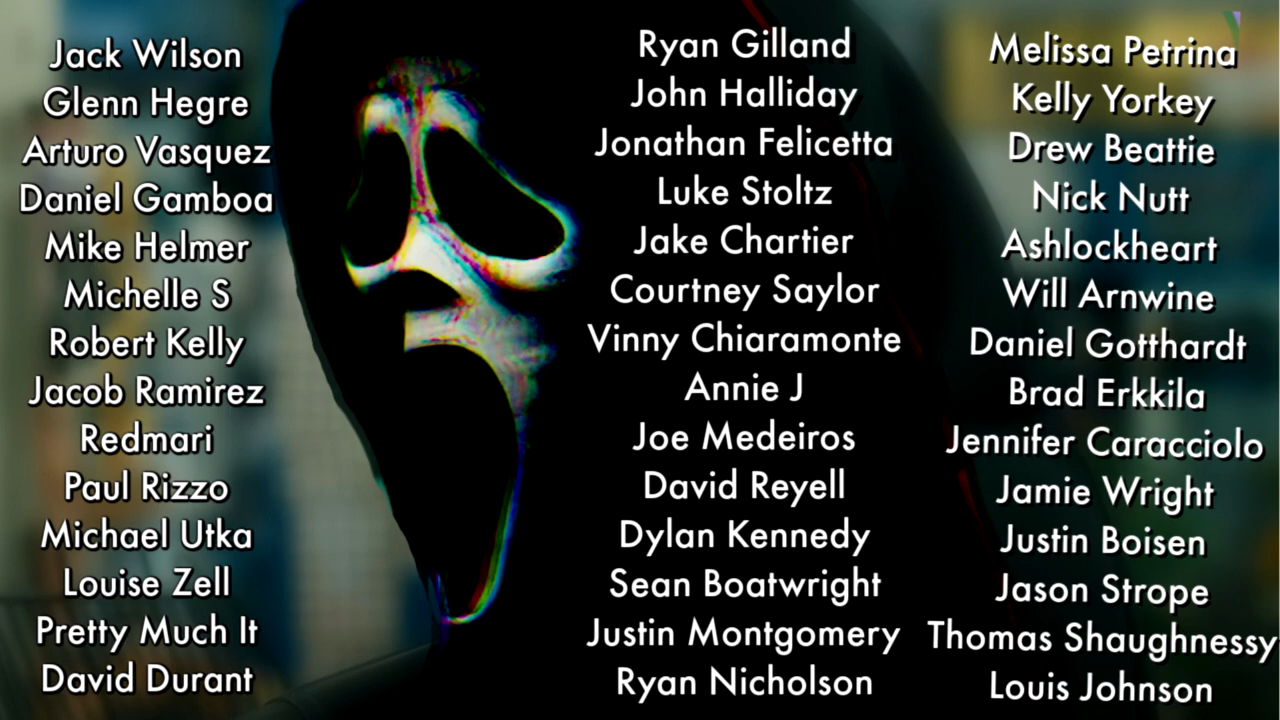 Jack Wilson
Glenn Hegre
Arturo Vasquez
Daniel Gamboa
Mike Helmer
Michelle S
Robert Kelly
Jacob Ramirez
Redmari
Paul Rizzo
Michael Utka
Louise Zell
Pretty Much It
David Durant
Ryan Gilland
John Halliday
Jonathan Felicetta
Luke Stoltz
Jake Chartier
Courtney Saylor
Vinny Chiaramonte
Annie J
Joe Medeiros
David Reyell
Dylan Kennedy
Sean Boatwright
Justin Montgomery
Ryan Nicholson
Melissa Petrina
Kelly Yorkey
Drew Beattie
Nick Nutt
Ashlockheart
Will Arnwine
Daniel Gotthardt
Brad Erkkila
Jennifer Caracciolo
Jamie Wright
Justin Boisen
Jason Strope
Thomas Shaughnessy
Louis Johnson